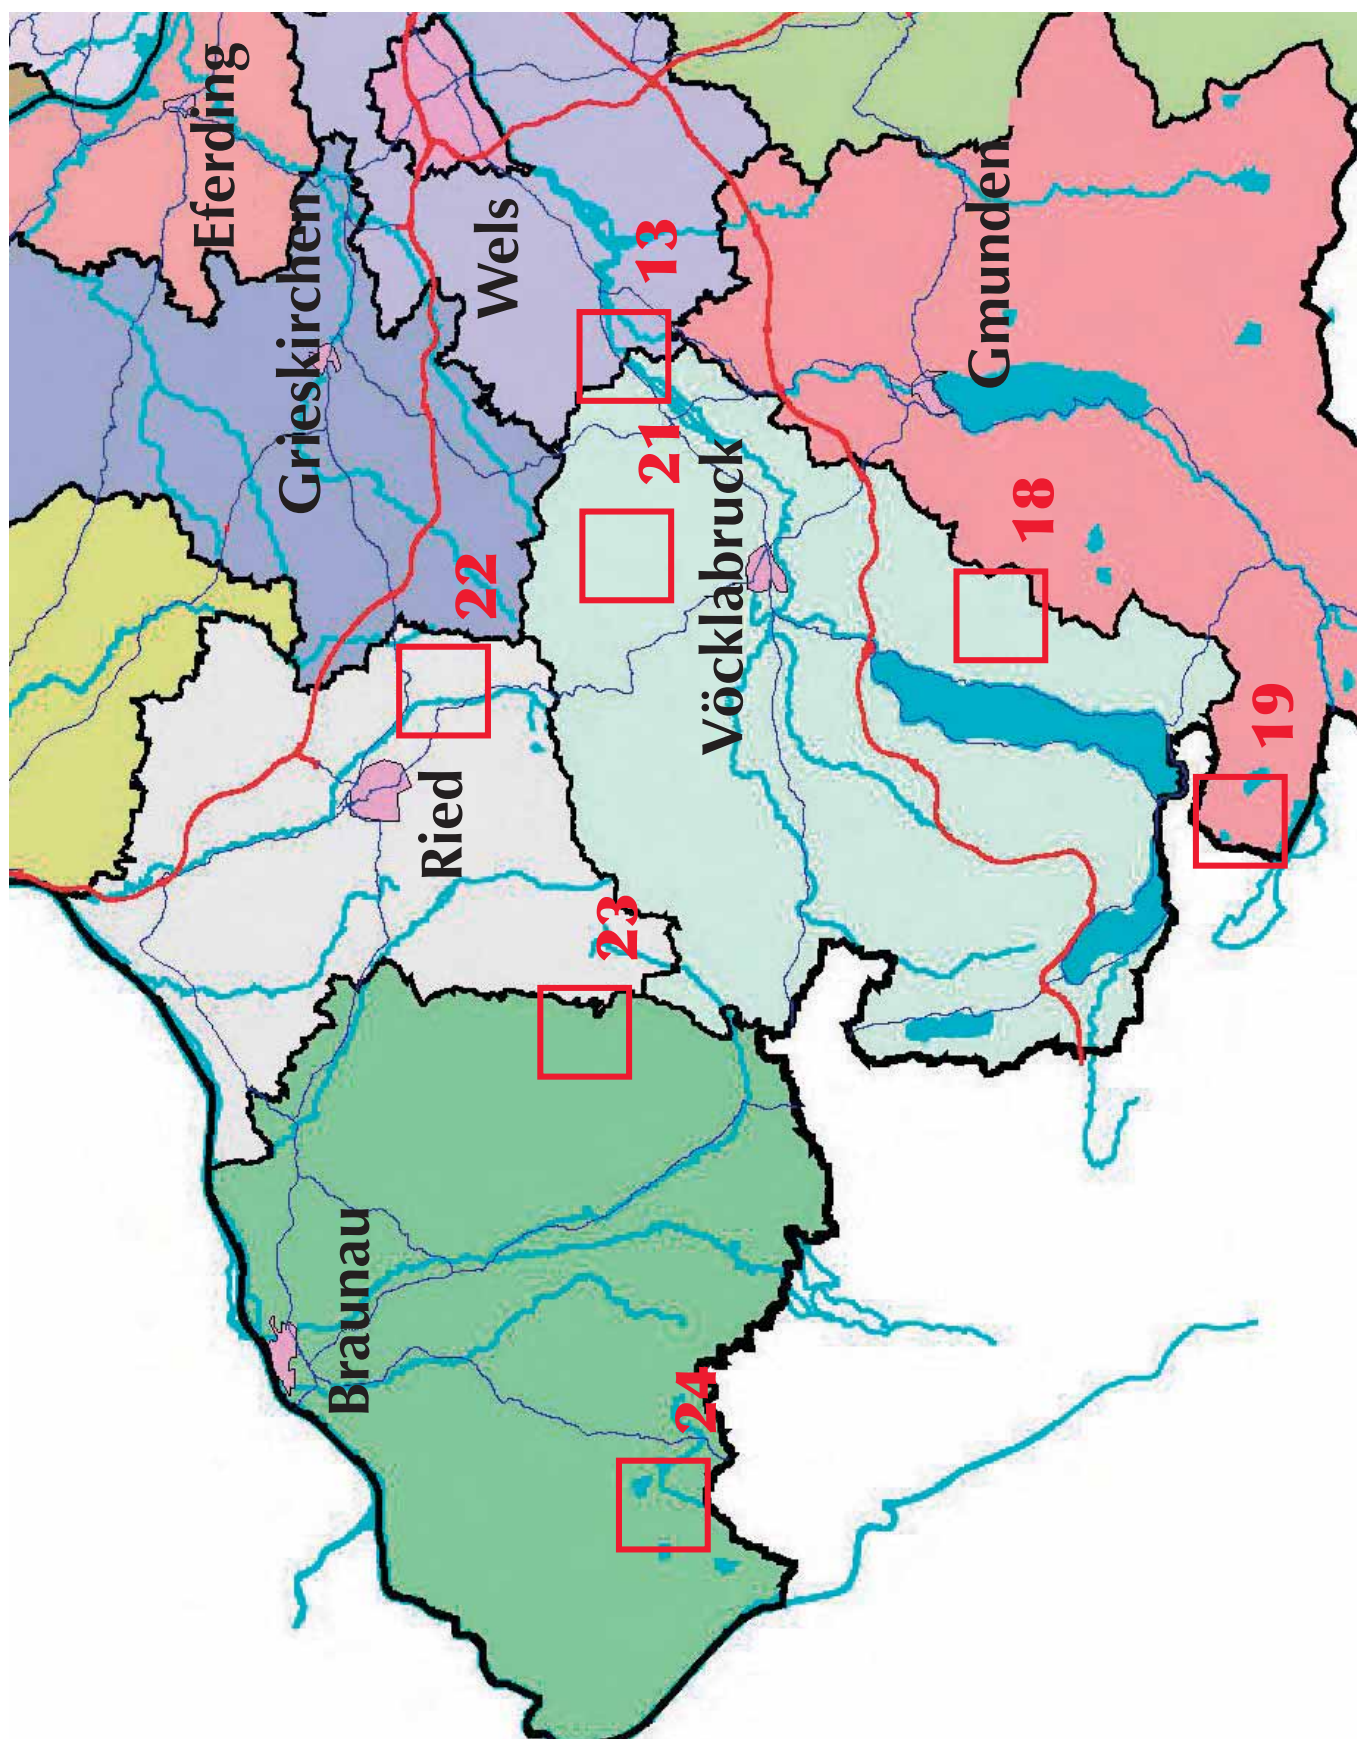 Braunau
Ried
Grieskirchen
Eferding
Wels
Vöcklabruck
Gmunden
24
23
22
21
13
18
19